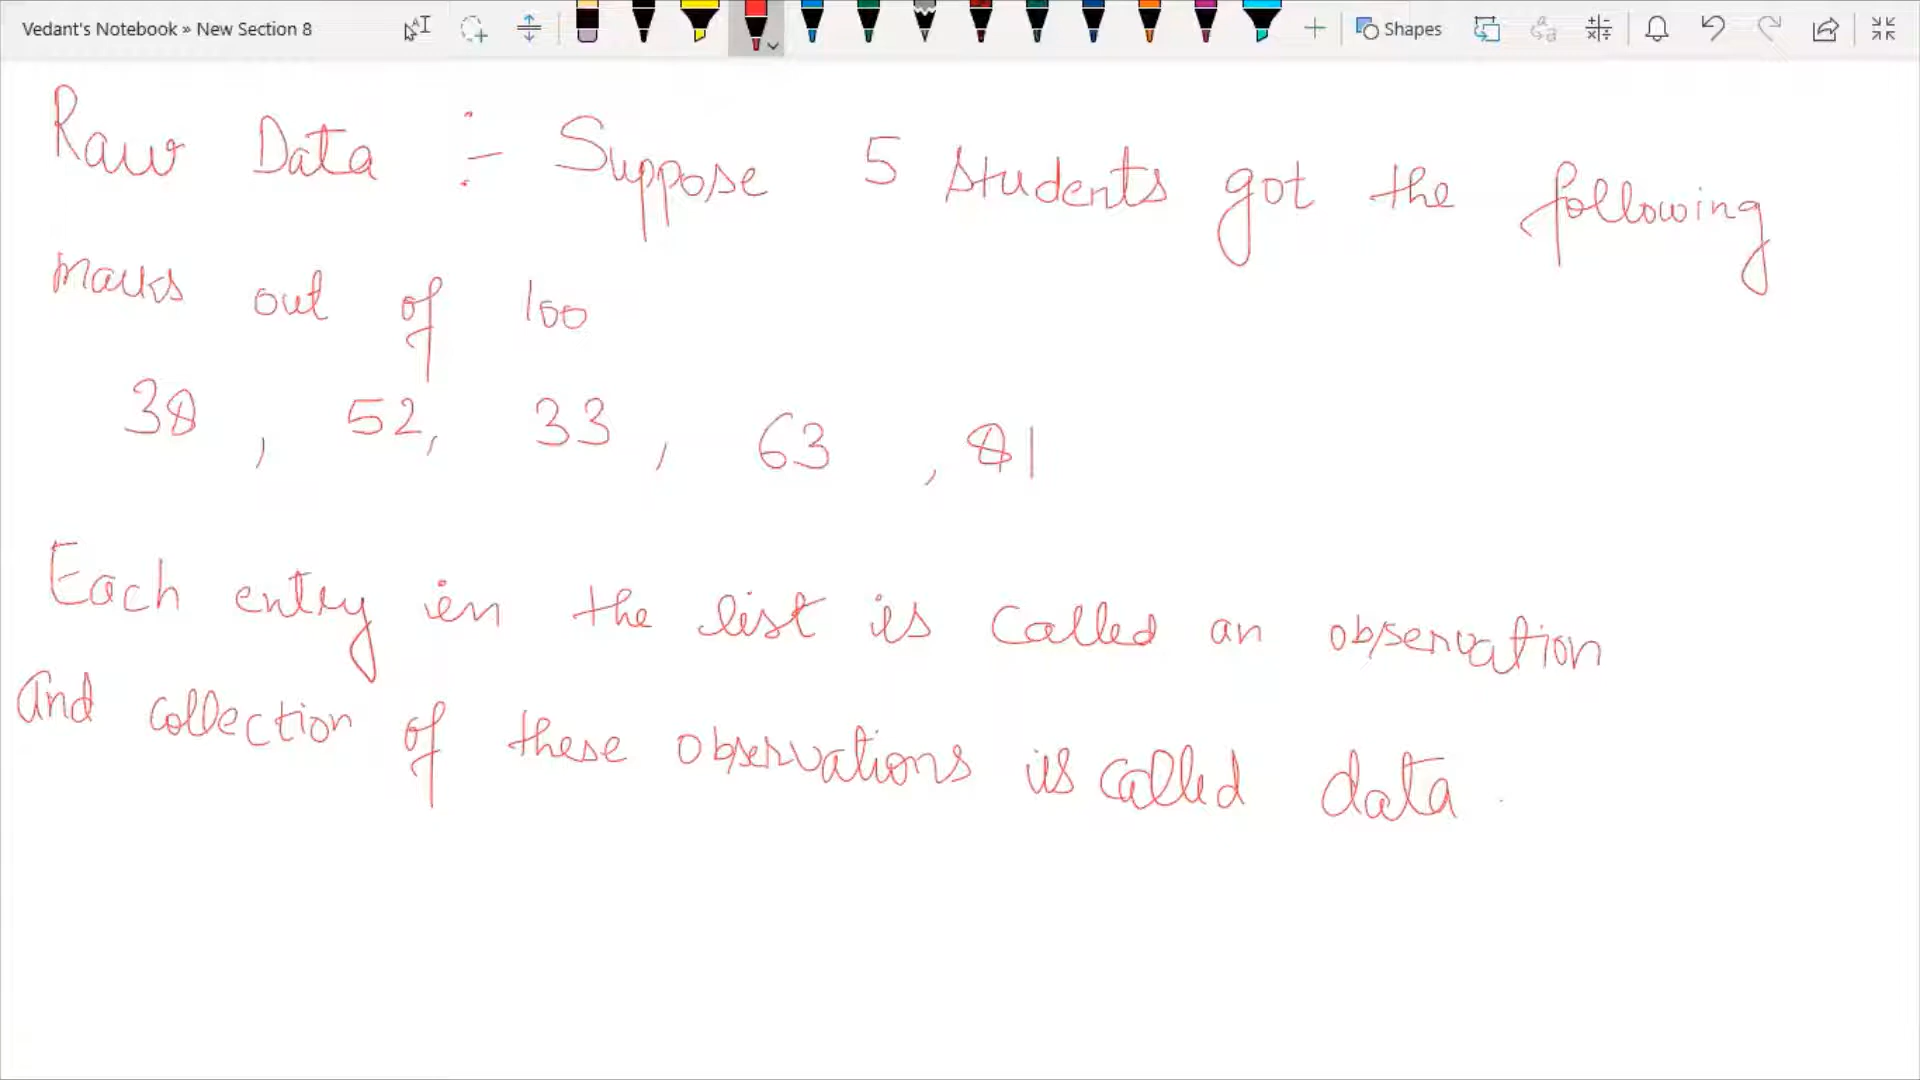 Vedant's Notebook » New Section 8
Shapes
Raw Data :- Suppose 5 students got the following
marks out of 100
38 , 52, 33 , 63 , 81
Each entry in the list is called an observation
And collection of these observations is called data .